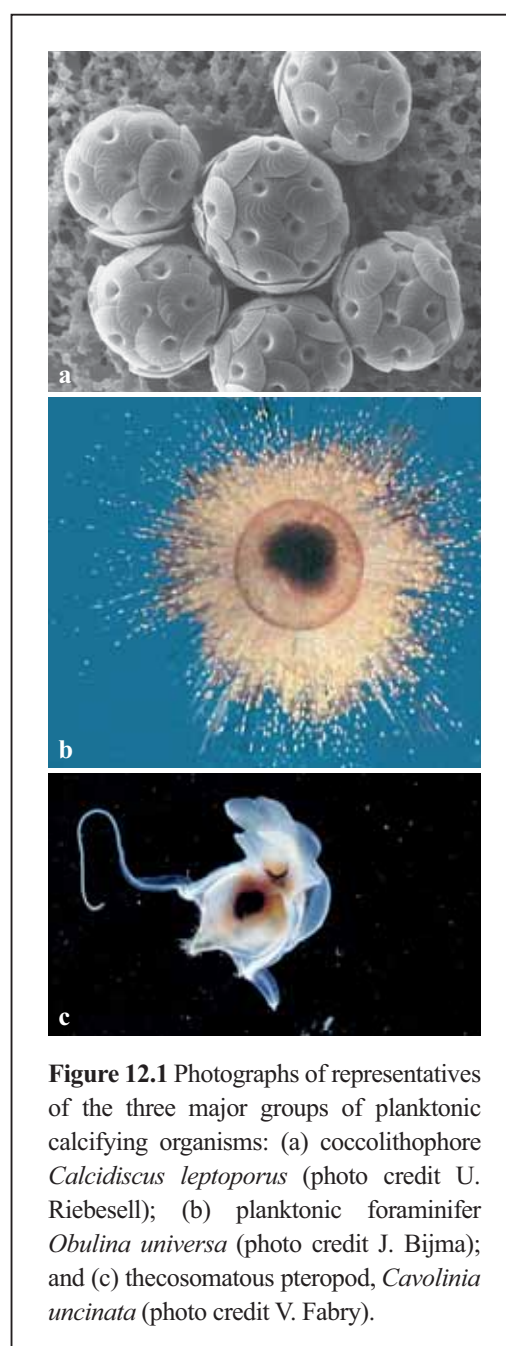 a
b
c
Figure 12.1 Photographs of representatives
of the three major groups of planktonic
calcifying organisms: (a) coccolithophore
Calcidiscus leptoporus (photo credit U.
Riebesell); (b) planktonic foraminifer
Obulina universa (photo credit J. Bijma);
and (c) thecosomatous pteropod, Cavolinia
uncinata (photo credit V. Fabry).